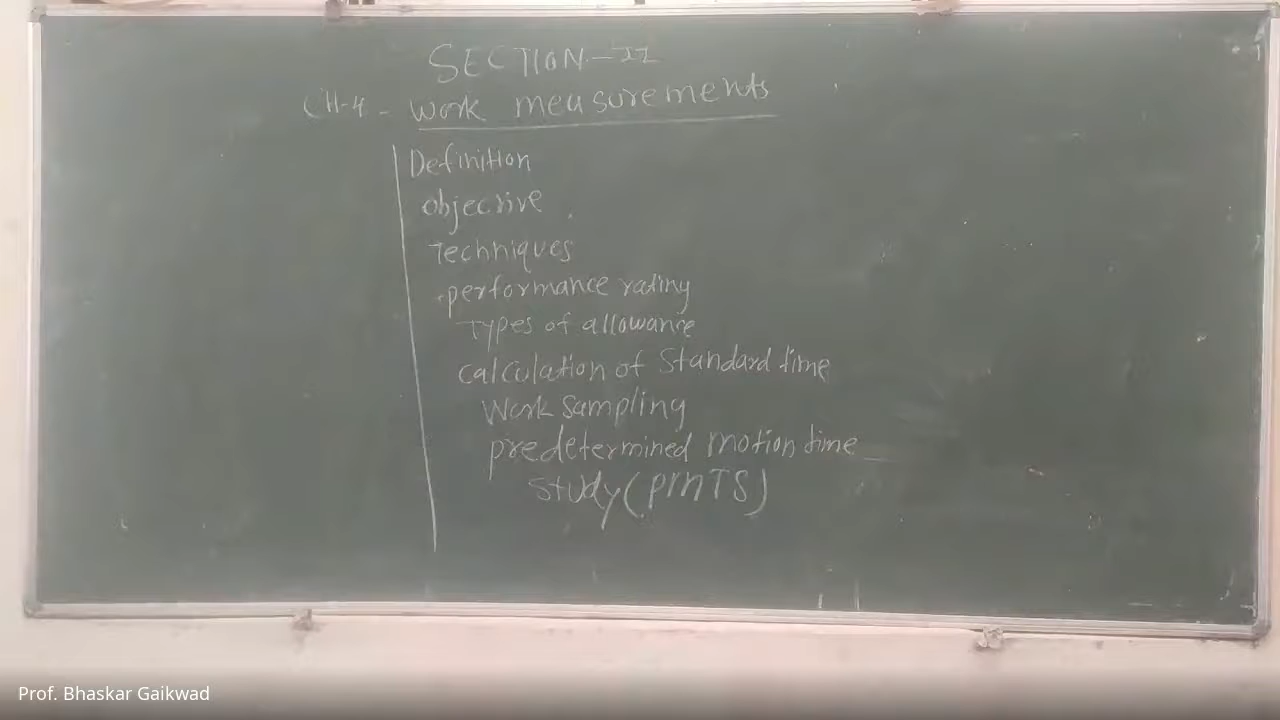 SECTION-II
CH-4 - Work measurements
Definition
objective
Techniques
performance rating
Types of allowance
calculation of Standard time
Work sampling
predetermined motion time
study (PMTS)
Prof. Bhaskar Gaikwad